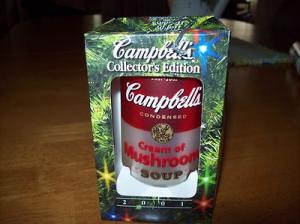 Campbell's
Collector's Edition
Campbell's
CONDENSED
Cream of
Mushroom
SOUP
2001